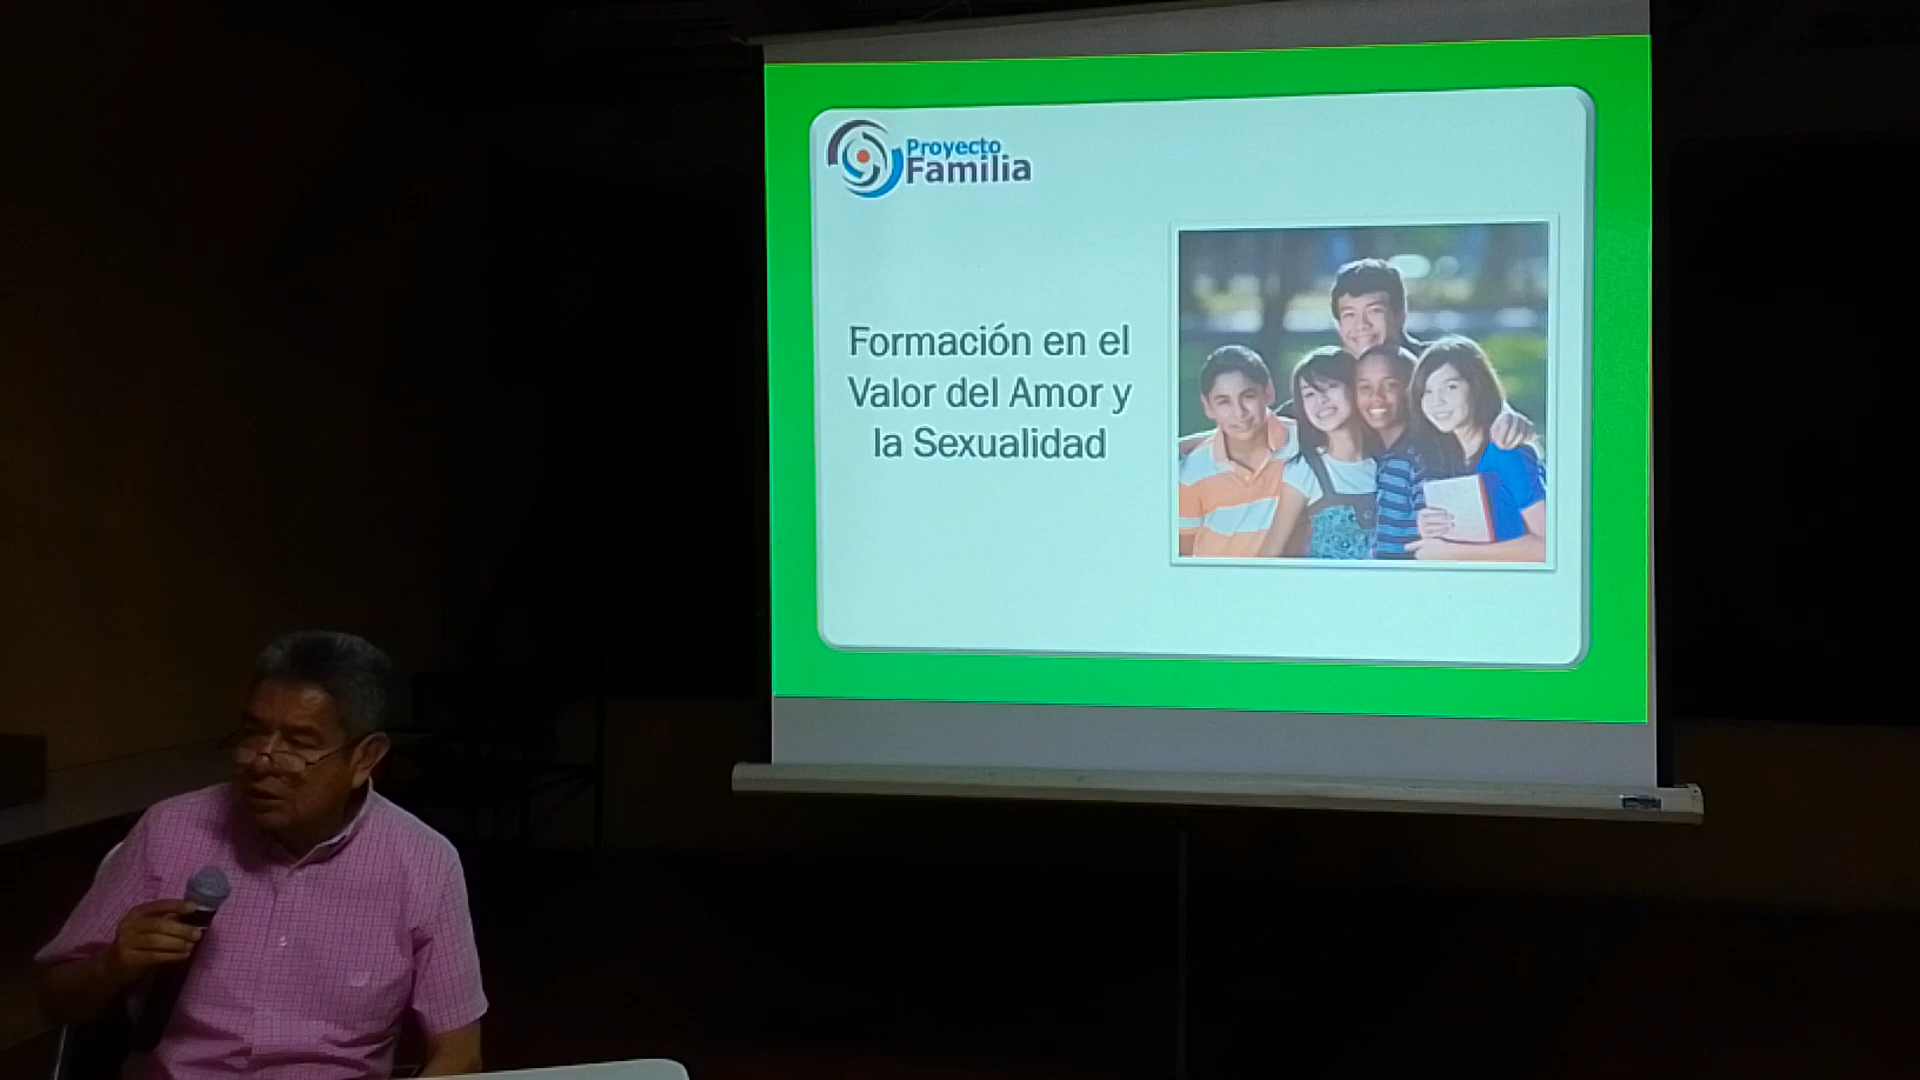 Proyecto
Familia
Formación en el
Valor del Amor y
la Sexualidad